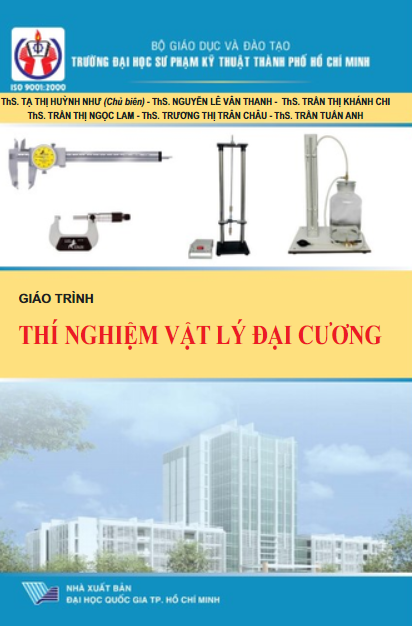 BỘ GIÁO DỤC VÀ ĐÀO TẠO
TRƯỜNG ĐẠI HỌC SƯ PHẠM KỸ THUẬT THÀNH PHỐ HỒ CHÍ MINH
ISO 9001:2000
ThS. TẠ THỊ HUỲNH NHƯ (Chủ biên) - ThS. NGUYỄN LÊ VÂN THANH - ThS. TRẦN THỊ KHÁNH CHI
ThS. TRẦN THỊ NGỌC LAM - ThS. TRƯƠNG THỊ TRÂN CHÂU - ThS. TRẦN TUẤN ANH
GIÁO TRÌNH
THÍ NGHIỆM VẬT LÝ ĐẠI CƯƠNG
NHÀ XUẤT BẢN
ĐẠI HỌC QUỐC GIA TP. HỒ CHÍ MINH